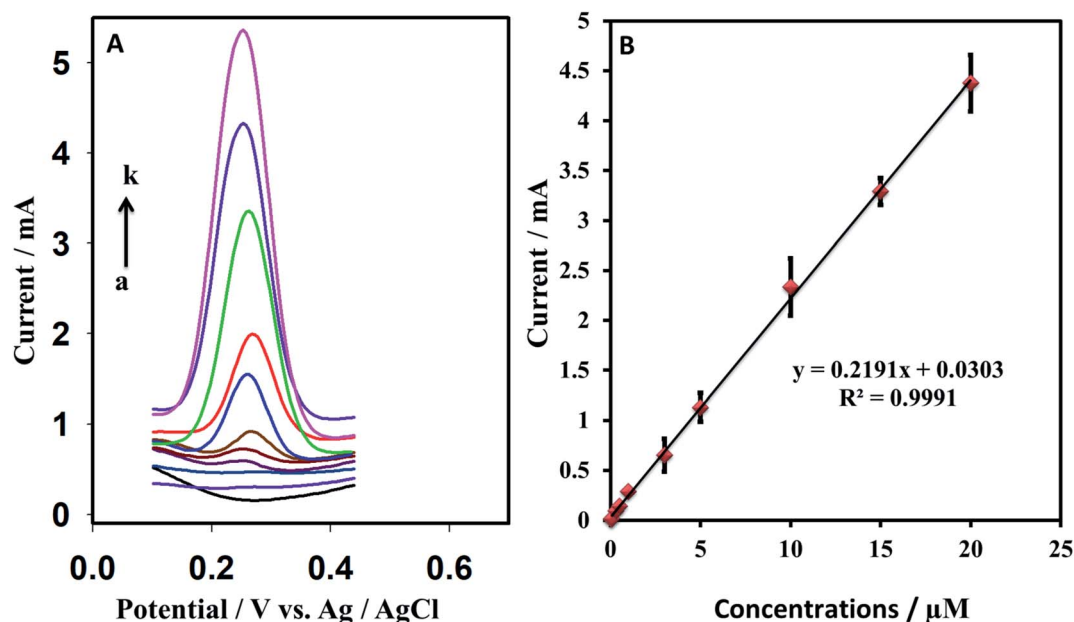 A
5
4
3
2
1
0
0.0 0.2 0.4 0.6
Current / mA
k
a
Potential / V vs. Ag / AgCl
B
5
4.5
4
3.5
3
2.5
2
1.5
1
0.5
0
0 5 10 15 20 25
Current / mA
y = 0.2191x + 0.0303
R² = 0.9991
Concentrations / μM